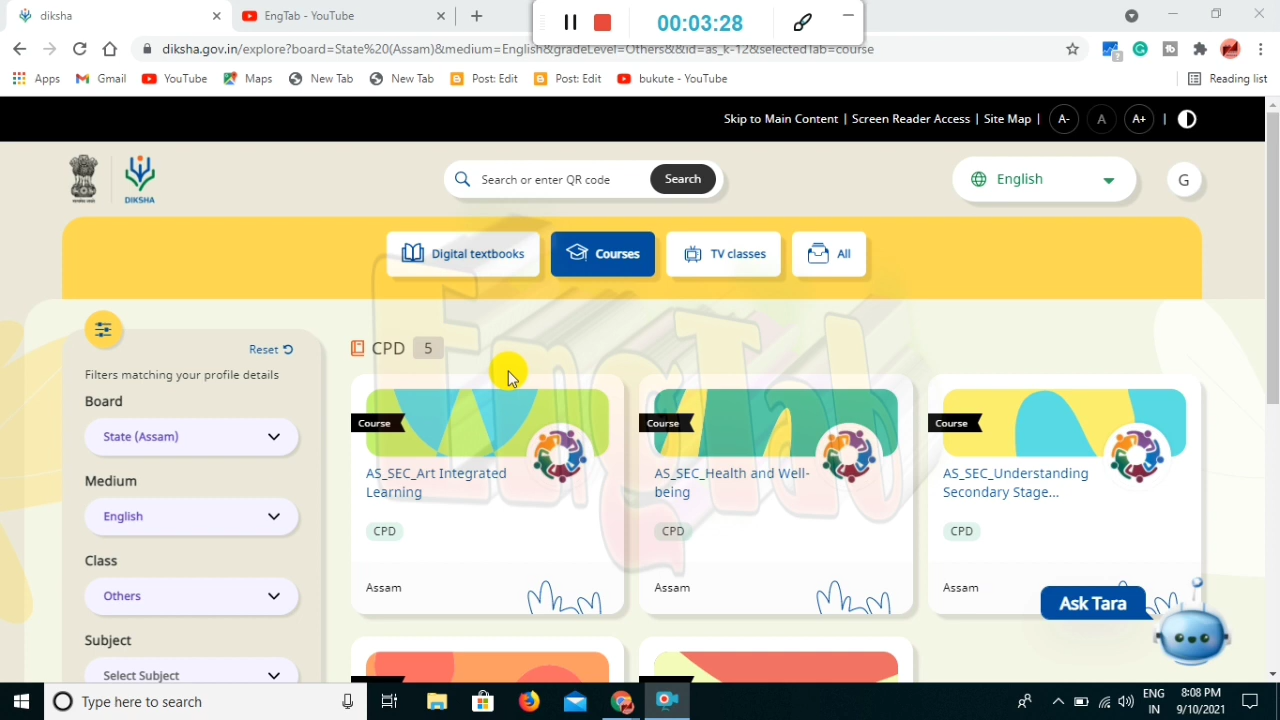 diksha
EngTab - YouTube
00:03:28
diksha.gov.in/explore?board=State%20(Assam)&medium=English&gradeLevel=Others&&id=as_k-12&selectedTab=course
Apps
Gmail
YouTube
Maps
New Tab
New Tab
Post: Edit
Post: Edit
bukute - YouTube
Reading list
Skip to Main Content | Screen Reader Access | Site Map |
A-
A
A+
|
DIKSHA
Search or enter QR code
Search
English
G
Digital textbooks
Courses
TV classes
All
EngTab
Reset
Filters matching your profile details
Board
State (Assam)
Medium
English
Class
Others
Subject
Select Subject
CPD 5
Course
AS_SEC_Art Integrated
Learning
CPD
Assam
Course
AS_SEC_Health and Well-
being
CPD
Assam
Course
AS_SEC_Understanding
Secondary Stage...
CPD
Assam
Ask Tara
Type here to search
ENG
IN
8:08 PM
9/10/2021